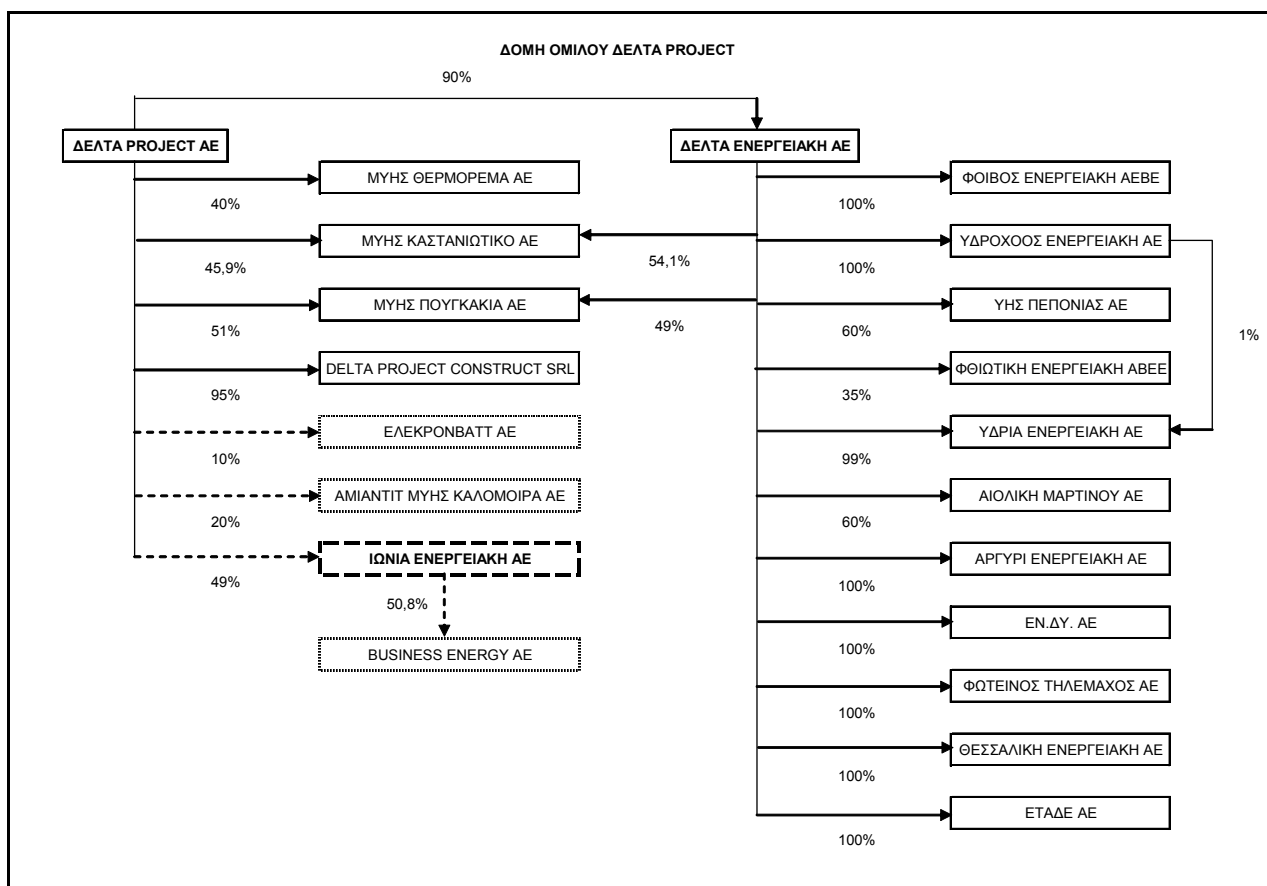 ΔΟΜΗ ΟΜΙΛΟΥ ΔΕΛΤΑ PROJECT
90%
ΔΕΛΤΑ PROJECT ΑΕ
ΔΕΛΤΑ ΕΝΕΡΓΕΙΑΚΗ ΑΕ
ΜΥΗΣ ΘΕΡΜΟΡΕΜΑ ΑΕ
40%
ΜΥΗΣ ΚΑΣΤΑΝΙΩΤΙΚΟ ΑΕ
45,9%
54,1%
ΜΥΗΣ ΠΟΥΓΚΑΚΙΑ ΑΕ
51%
49%
DELTA PROJECT CONSTRUCT SRL
95%
ΕΛΕΚΡΟΝΒΑΤΤ ΑΕ
10%
ΑΜΙΑΝΤΙΤ ΜΥΗΣ ΚΑΛΟΜΟΙΡΑ ΑΕ
20%
ΙΩΝΙΑ ΕΝΕΡΓΕΙΑΚΗ ΑΕ
49%
50,8%
BUSINESS ENERGY ΑΕ
ΦΟΙΒΟΣ ΕΝΕΡΓΕΙΑΚΗ ΑΕΒΕ
100%
ΥΔΡΟΧΟΟΣ ΕΝΕΡΓΕΙΑΚΗ ΑΕ
100%
ΥΗΣ ΠΕΠΟΝΙΑΣ ΑΕ
60%
1%
ΦΘΙΩΤΙΚΗ ΕΝΕΡΓΕΙΑΚΗ ΑΒΕΕ
35%
ΥΔΡΙΑ ΕΝΕΡΓΕΙΑΚΗ ΑΕ
99%
ΑΙΟΛΙΚΗ ΜΑΡΤΙΝΟΥ ΑΕ
60%
ΑΡΓΥΡΙ ΕΝΕΡΓΕΙΑΚΗ ΑΕ
100%
ΕΝ.ΔΥ. ΑΕ
100%
ΦΩΤΕΙΝΟΣ ΤΗΛΕΜΑΧΟΣ ΑΕ
100%
ΘΕΣΣΑΛΙΚΗ ΕΝΕΡΓΕΙΑΚΗ ΑΕ
100%
ΕΤΑΔΕ ΑΕ
100%